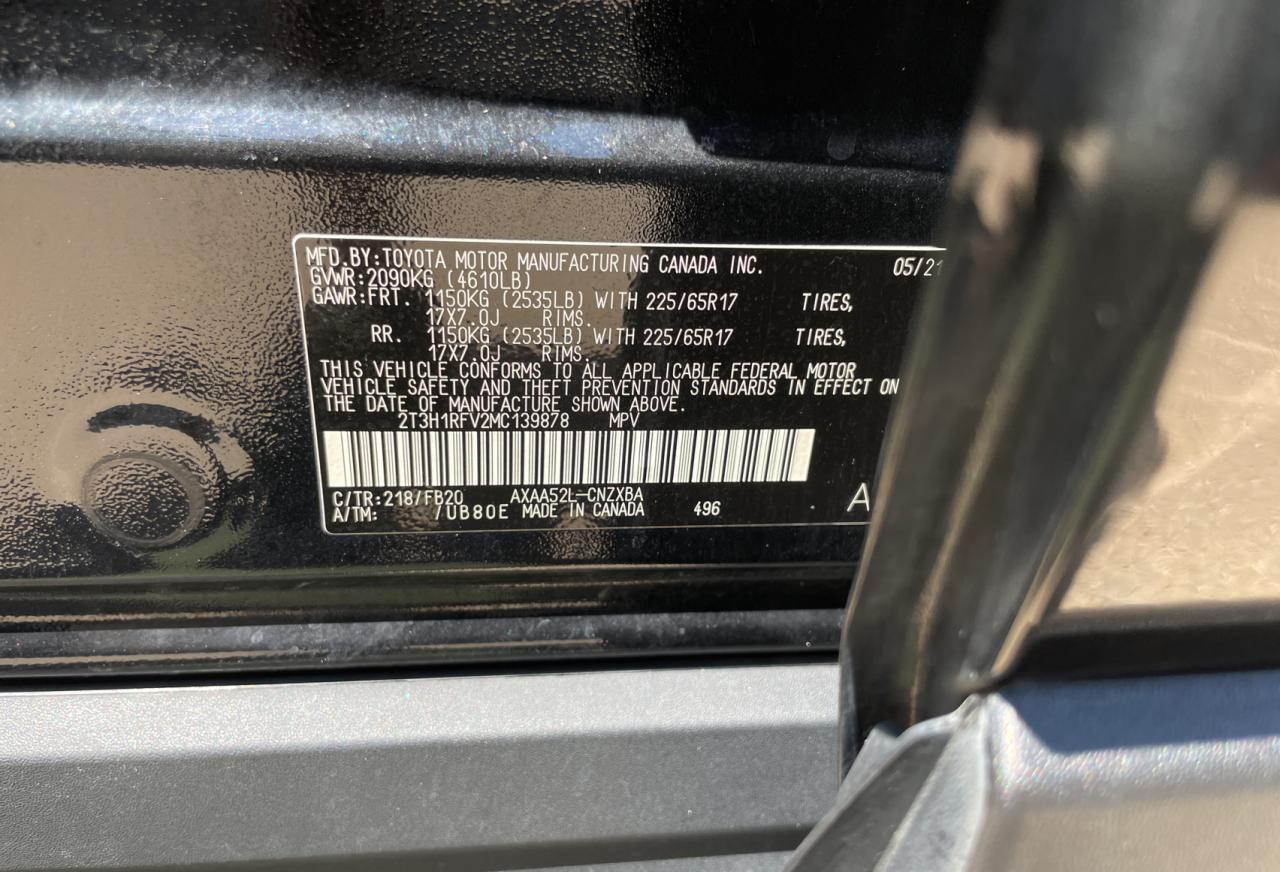 MFD.BY:TOYOTA MOTOR MANUFACTURING CANADA INC. 05/21
GVWR:2090KG (4610LB)
GAWR:FRT. 1150KG (2535LB) WITH 225/65R17 TIRES,
17X7.0J RIMS.
RR. 1150KG (2535LB) WITH 225/65R17 TIRES,
17X7.0J RIMS.
THIS VEHICLE CONFORMS TO ALL APPLICABLE FEDERAL MOTOR
VEHICLE SAFETY AND THEFT PREVENTION STANDARDS IN EFFECT ON
THE DATE OF MANUFACTURE SHOWN ABOVE.
2T3H1RFV2MC139878 MPV
C/TR:218/FB20 AXAA52L-CNZXBA
A/TM: /UB80E MADE IN CANADA 496 A